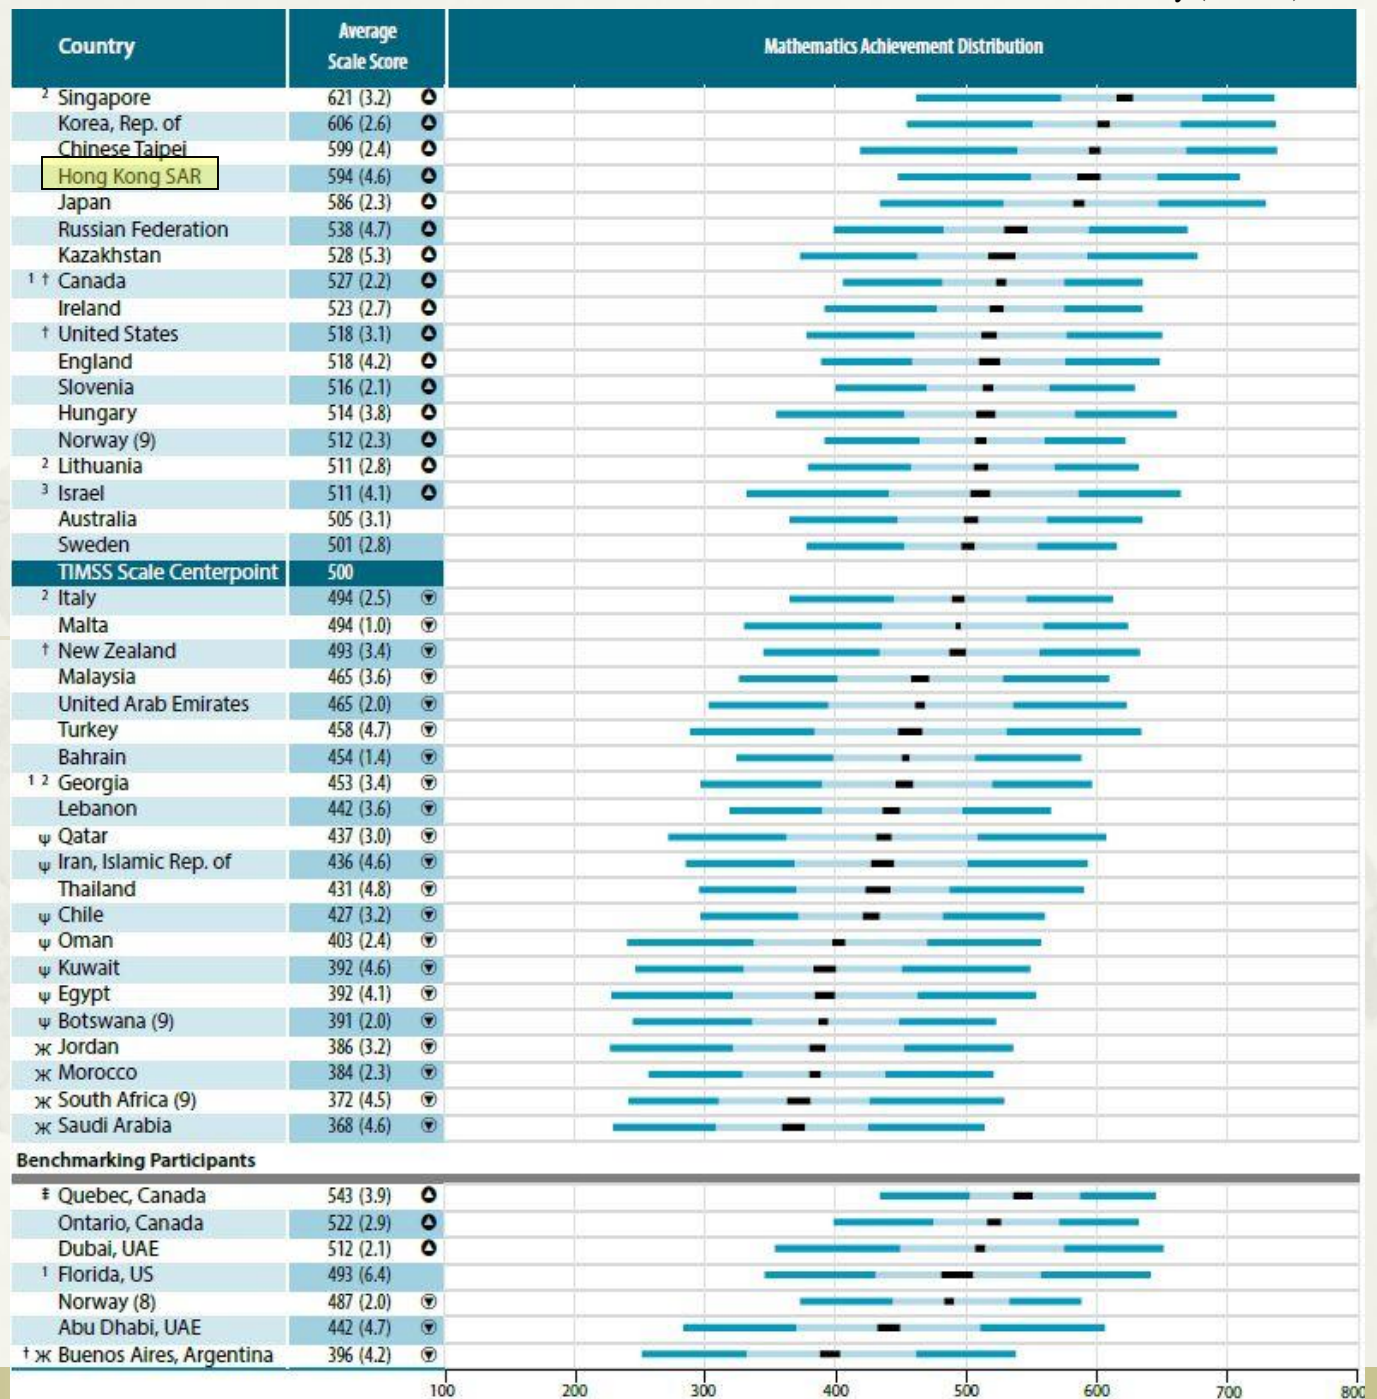 Country Average Scale Score Mathematics Achievement Distribution
2 Singapore 621 (3.2)
Korea, Rep. of 606 (2.6)
Chinese Taipei 599 (2.4)
Hong Kong SAR 594 (4.6)
Japan 586 (2.3)
Russian Federation 538 (4.7)
Kazakhstan 528 (5.3)
1 † Canada 527 (2.2)
Ireland 523 (2.7)
† United States 518 (3.1)
England 518 (4.2)
Slovenia 516 (2.1)
Hungary 514 (3.8)
Norway (9) 512 (2.3)
2 Lithuania 511 (2.8)
3 Israel 511 (4.1)
Australia 505 (3.1)
Sweden 501 (2.8)
TIMSS Scale Centerpoint 500
2 Italy 494 (2.5)
Malta 494 (1.0)
† New Zealand 493 (3.4)
Malaysia 465 (3.6)
United Arab Emirates 465 (2.0)
Turkey 458 (4.7)
Bahrain 454 (1.4)
1 2 Georgia 453 (3.4)
Lebanon 442 (3.6)
ψ Qatar 437 (3.0)
ψ Iran, Islamic Rep. of 436 (4.6)
Thailand 431 (4.8)
ψ Chile 427 (3.2)
ψ Oman 403 (2.4)
ψ Kuwait 392 (4.6)
ψ Egypt 392 (4.1)
ψ Botswana (9) 391 (2.0)
Ж Jordan 386 (3.2)
Ж Morocco 384 (2.3)
Ж South Africa (9) 372 (4.5)
Ж Saudi Arabia 368 (4.6)
Benchmarking Participants
‡ Quebec, Canada 543 (3.9)
Ontario, Canada 522 (2.9)
Dubai, UAE 512 (2.1)
1 Florida, US 493 (6.4)
Norway (8) 487 (2.0)
Abu Dhabi, UAE 442 (4.7)
† Ж Buenos Aires, Argentina 396 (4.2)
100 200 300 400 500 600 700 800